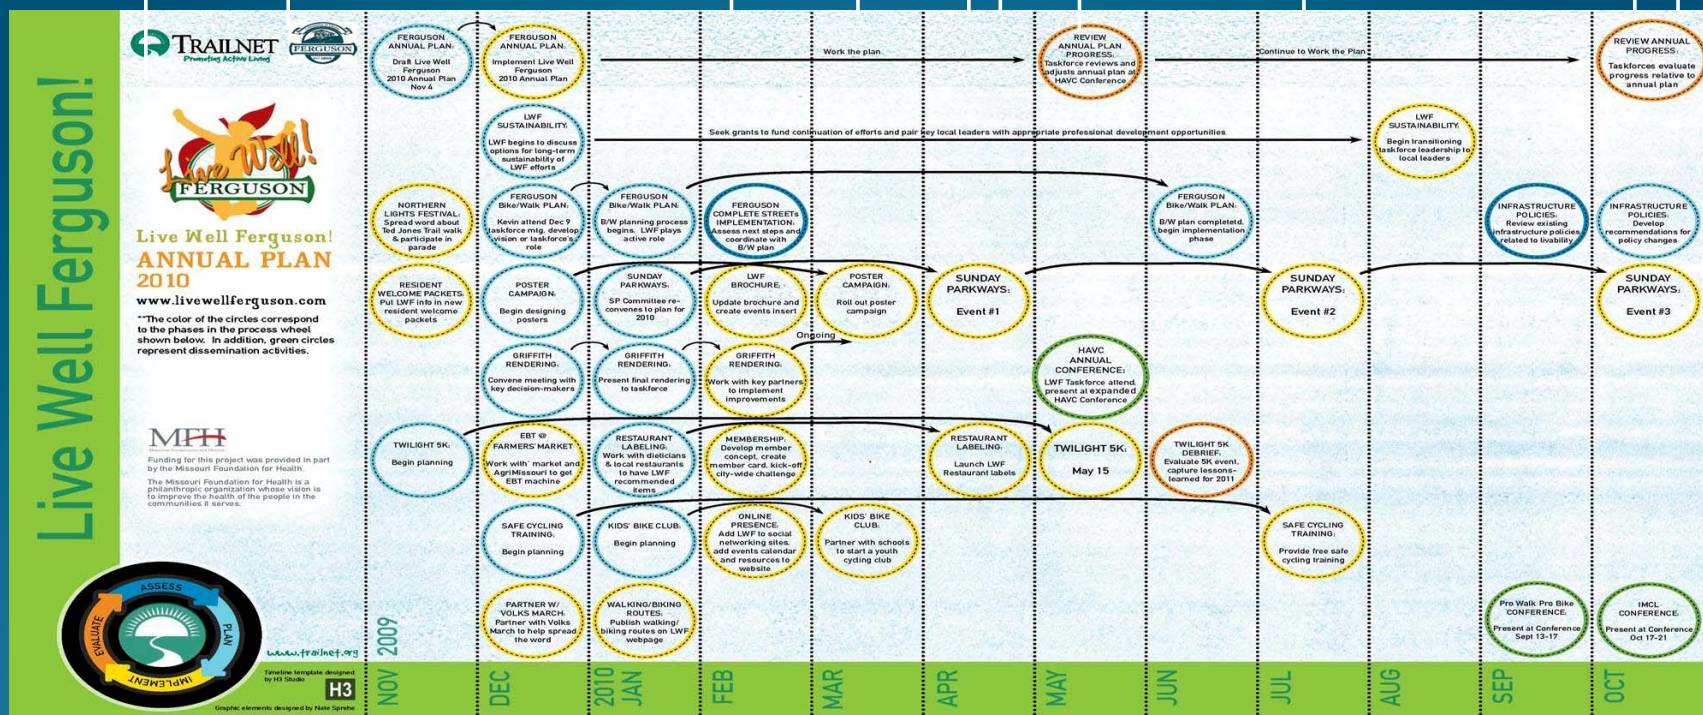 Live Well Ferguson!
TRAILNET
Promoting Active Living
FERGUSON
Live Well!
FERGUSON
Live Well Ferguson!
ANNUAL PLAN
2010
www.livewellferguson.com
**The color of the circles correspond
to the phases in the process wheel
shown below. In addition, green circles
represent dissemination activities.
MFH
Funding for this project was provided in part
by the Missouri Foundation for Health.
The Missouri Foundation for Health is a
philanthropic organization whose vision is
to improve the health of the people in the
communities it serves.
ASSESS
PLAN
IMPLEMENT
EVALUATE
www.trailnet.org
Timeline template designed
by H3 Studio
H3
Graphic elements designed by Nate Sprehe
FERGUSON
ANNUAL PLAN:
Draft Live Well
Ferguson
2010 Annual Plan
Nov 4
FERGUSON
ANNUAL PLAN:
Implement Live Well
Ferguson
2010 Annual Plan
Work the plan
REVIEW
ANNUAL PLAN
PROGRESS:
Taskforce reviews and
adjusts annual plan at
HAVC Conference
Continue to Work the Plan
REVIEW ANNUAL
PROGRESS:
Taskforces evaluate
progress relative to
annual plan
LWF
SUSTAINABILITY:
LWF begins to discuss
options for long-term
sustainability of
LWF efforts
Seek grants to fund continuation of efforts and pair key local leaders with appropriate professional development opportunities
LWF
SUSTAINABILITY:
Begin transitioning
taskforce leadership to
local leaders
NORTHERN
LIGHTS FESTIVAL:
Spread word about
Ted Jones Trail walk
& participate in
parade
FERGUSON
Bike/Walk PLAN:
Kevin attend Dec 9
taskforce mtg, develop
vision or taskforce's
role
FERGUSON
Bike/Walk PLAN:
B/W planning process
begins. LWF plays
active role
FERGUSON
COMPLETE STREETs
IMPLEMENTATION:
Assess next steps and
coordinate with
B/W plan
FERGUSON
Bike/Walk PLAN:
B/W plan completed,
begin implementation
phase
INFRASTRUCTURE
POLICIES:
Review existing
infrastructure policies
related to livability
INFRASTRUCTURE
POLICIES:
Develop
recommendations for
policy changes
RESIDENT
WELCOME PACKETS:
Put LWF info in new
resident welcome
packets
POSTER
CAMPAIGN:
Begin designing
posters
SUNDAY
PARKWAYS:
SP Committee re-
convenes to plan for
2010
LWF
BROCHURE:
Update brochure and
create events insert
POSTER
CAMPAIGN:
Roll out poster
campaign
SUNDAY
PARKWAYS:
Event #1
SUNDAY
PARKWAYS:
Event #2
SUNDAY
PARKWAYS:
Event #3
GRIFFITH
RENDERING:
Convene meeting with
key decision-makers
GRIFFITH
RENDERING:
Present final rendering
to taskforce
GRIFFITH
RENDERING:
Work with key partners
to implement
improvements
Ongoing
HAVC
ANNUAL
CONFERENCE:
LWF Taskforce attend,
present at expanded
HAVC Conference
TWILIGHT 5K:
Begin planning
EBT @
FARMERS' MARKET
Work with' market and
AgriMissouri to get
EBT machine
RESTAURANT
LABELING:
Work with dieticians
& local restaurants
to have LWF
recommended
items
MEMBERSHIP:
Develop member
concept, create
member card, kick-off
city-wide challenge
RESTAURANT
LABELING:
Launch LWF
Restaurant labels
TWILIGHT 5K:
May 15
TWILIGHT 5K
DEBRIEF:
Evaluate 5K event,
capture lessons-
learned for 2011
SAFE CYCLING
TRAINING:
Begin planning
KIDS' BIKE CLUB:
Begin planning
ONLINE
PRESENCE:
Add LWF to social
networking sites,
add events calendar
and resources to
website
KIDS' BIKE
CLUB:
Partner with schools
to start a youth
cycling club
SAFE CYCLING
TRAINING:
Provide free safe
cycling training
PARTNER W/
VOLKS MARCH:
Partner with Volks
March to help spread
the word
WALKING/BIKING
ROUTES:
Publish walking/
biking routes on LWF
webpage
Pro Walk Pro Bike
CONFERENCE:
Present at Conference
Sept 13-17
IMCL
CONFERENCE:
Present at Conference
Oct 17-21
NOV 2009
DEC
2010
JAN
FEB
MAR
APR
MAY
JUN
JUL
AUG
SEP
OCT